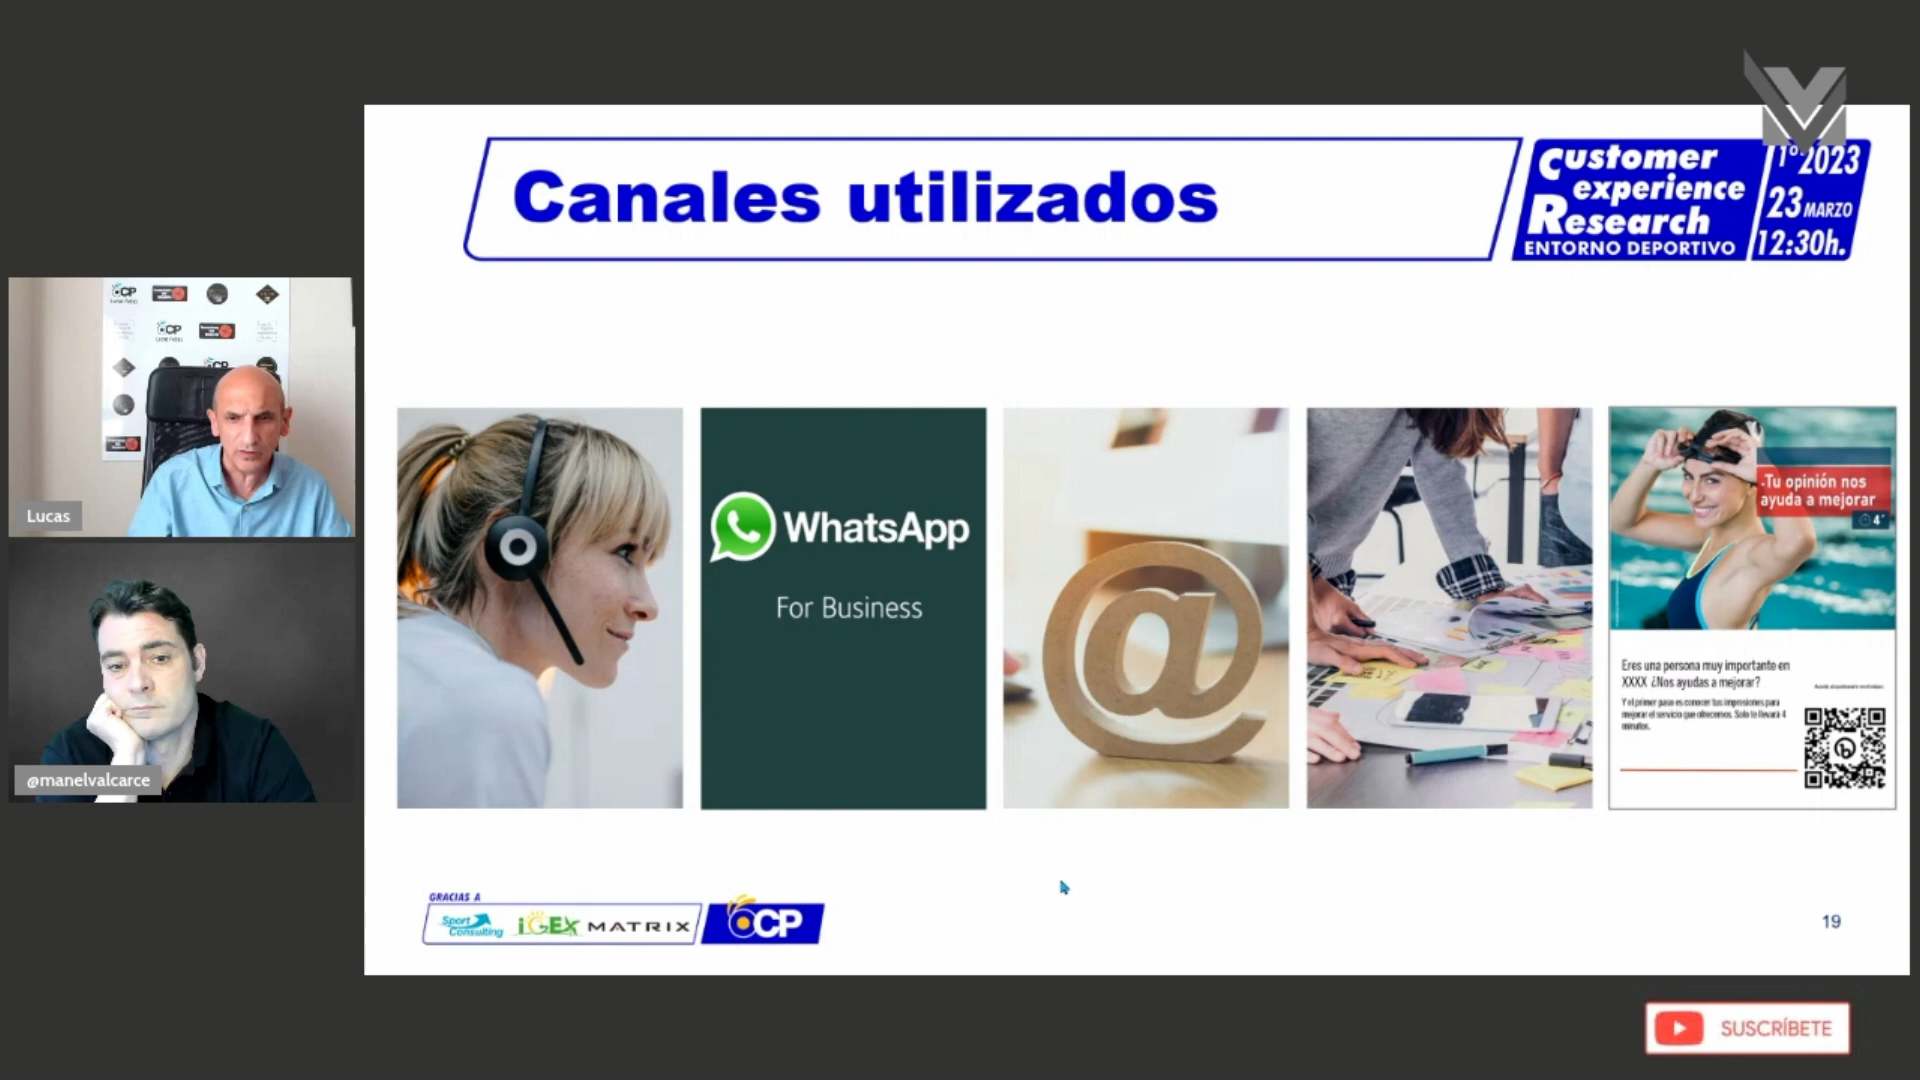 Canales utilizados
Customer
experience
Research
ENTORNO DEPORTIVO
1º 2023
23 MARZO
12:30h.
Lucas
@manelvalcarce
WhatsApp
For Business
Tu opinión nos
ayuda a mejorar
4'
Eres una persona muy importante en
XXXX ¿Nos ayudas a mejorar?
Y el primer paso es conocer tus impresiones para
mejorar el servicio que ofrecemos. Solo te llevará 4
minutos.
GRACIAS A
Sport
Consulting
iGEX
MATRIX
CP
19
SUSCRÍBETE